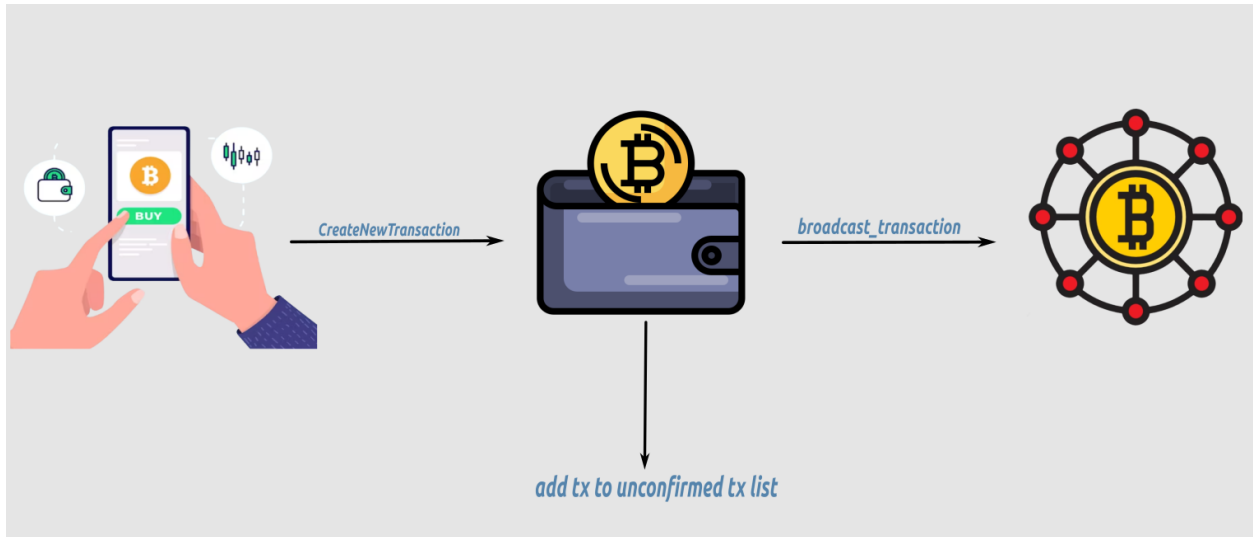 BUY
CreateNewTransaction
broadcast_transaction
add tx to unconfirmed tx list